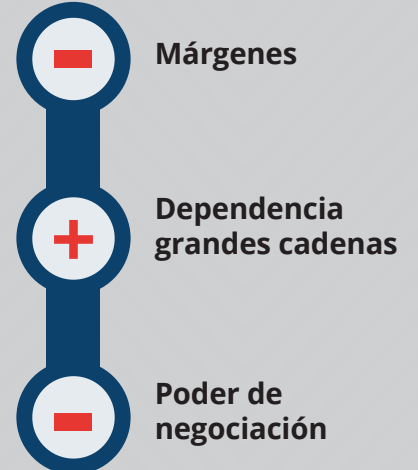 Márgenes
Dependencia
grandes cadenas
Poder de
negociación